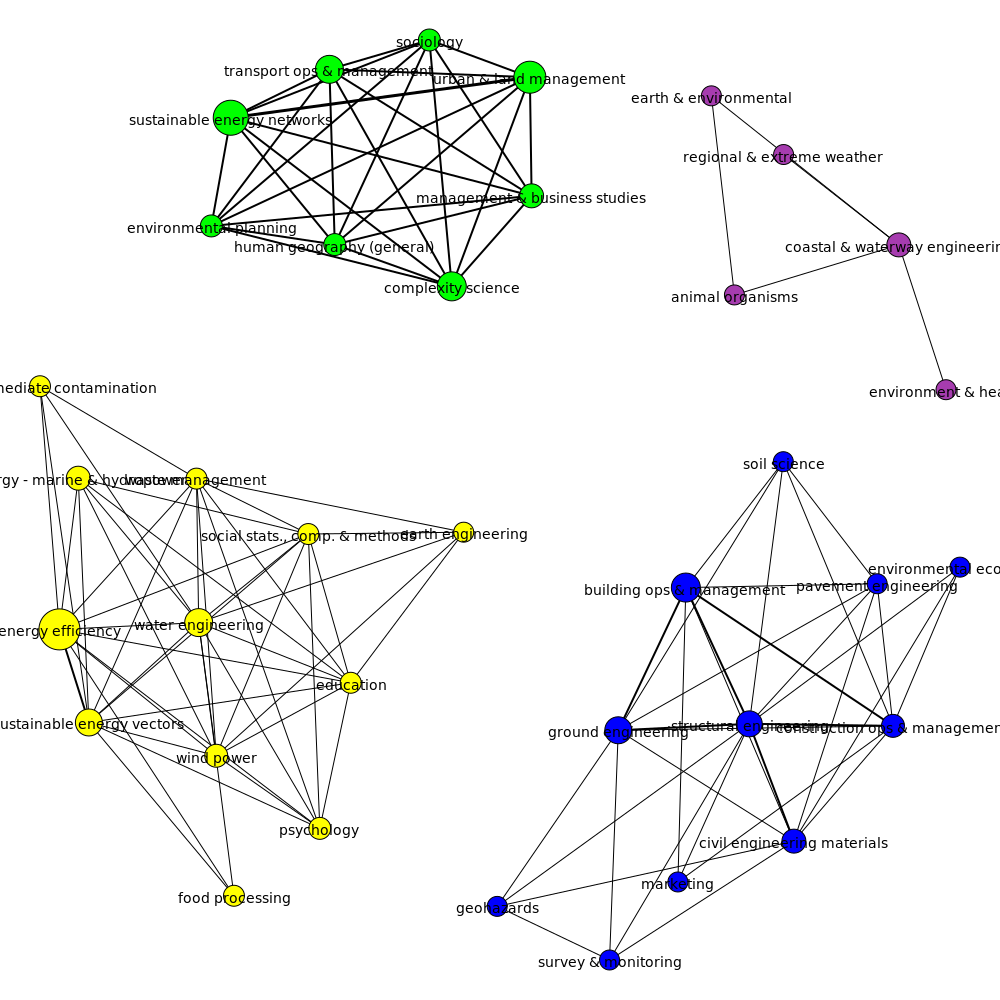 sociology
transport ops & management
urban & land management
earth & environmental
sustainable energy networks
regional & extreme weather
management & business studies
environmental planning
human geography (general)
coastal & waterway engineerin
complexity science
animal organisms
mediate contamination
environment & hea
soil science
rgy - marine & hydropower
waste management
social stats., comp. & methods
earth engineering
environmental eco
building ops & management
pavement engineering
energy efficiency
water engineering
education
sustainable energy vectors
structural engineering
construction ops & managemen
ground engineering
wind power
psychology
civil engineering materials
marketing
food processing
geohazards
survey & monitoring